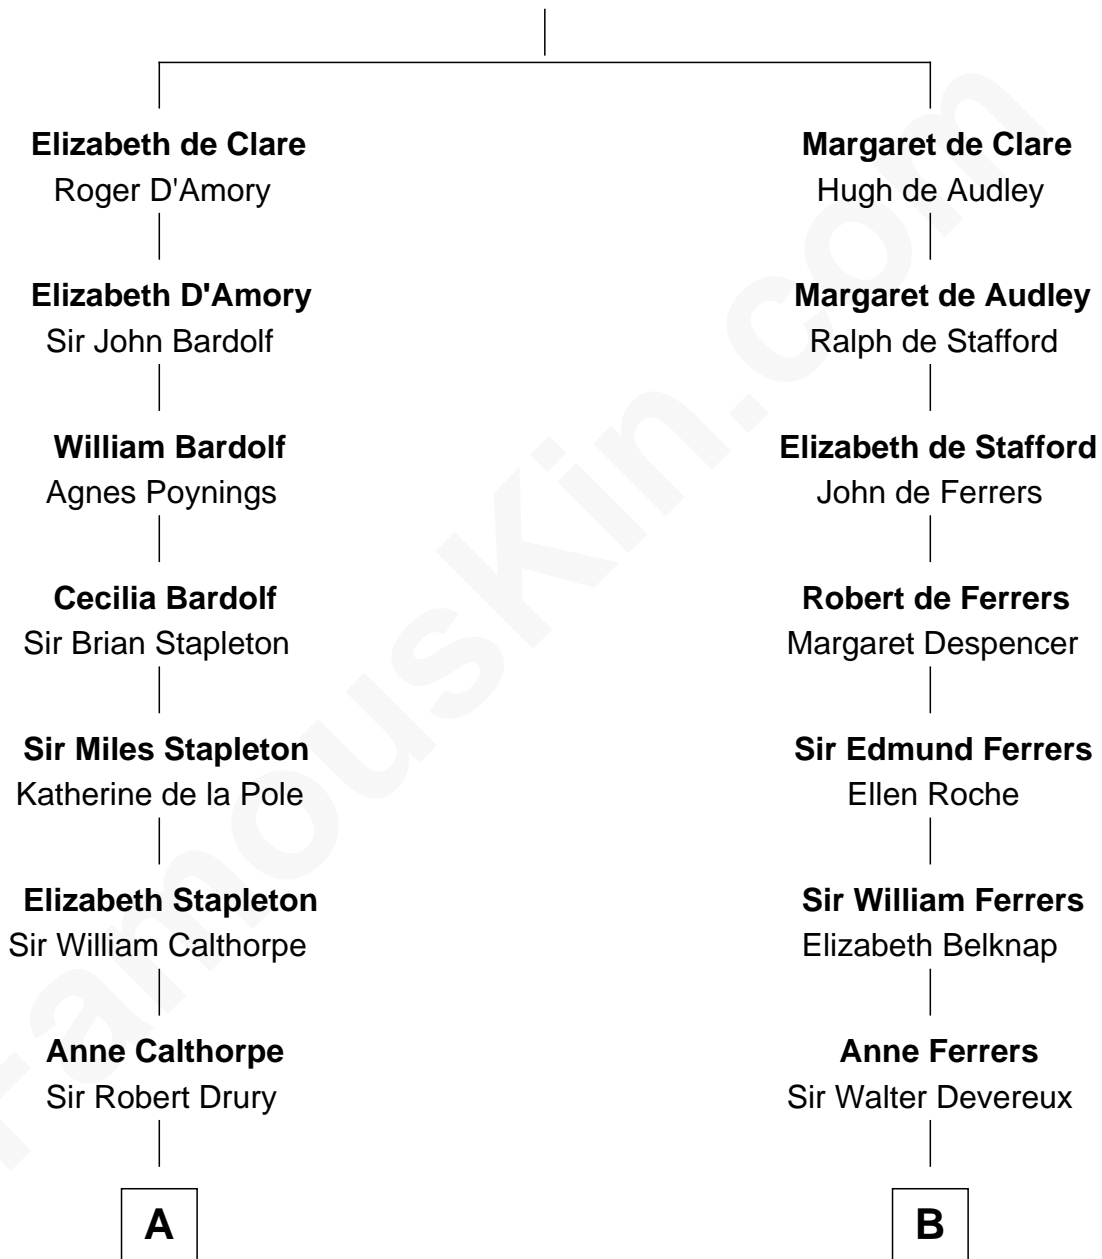 Elizabeth de Clare
Roger D'Amory
Elizabeth D'Amory
Sir John Bardolf
William Bardolf
Agnes Poynings
Cecilia Bardolf
Sir Brian Stapleton
Sir Miles Stapleton
Katherine de la Pole
Elizabeth Stapleton
Sir William Calthorpe
Anne Calthorpe
Sir Robert Drury
A
Margaret de Clare
Hugh de Audley
Margaret de Audley
Ralph de Stafford
Elizabeth de Stafford
John de Ferrers
Robert de Ferrers
Margaret Despencer
Sir Edmund Ferrers
Ellen Roche
Sir William Ferrers
Elizabeth Belknap
Anne Ferrers
Sir Walter Devereux
B
FamousKin.com